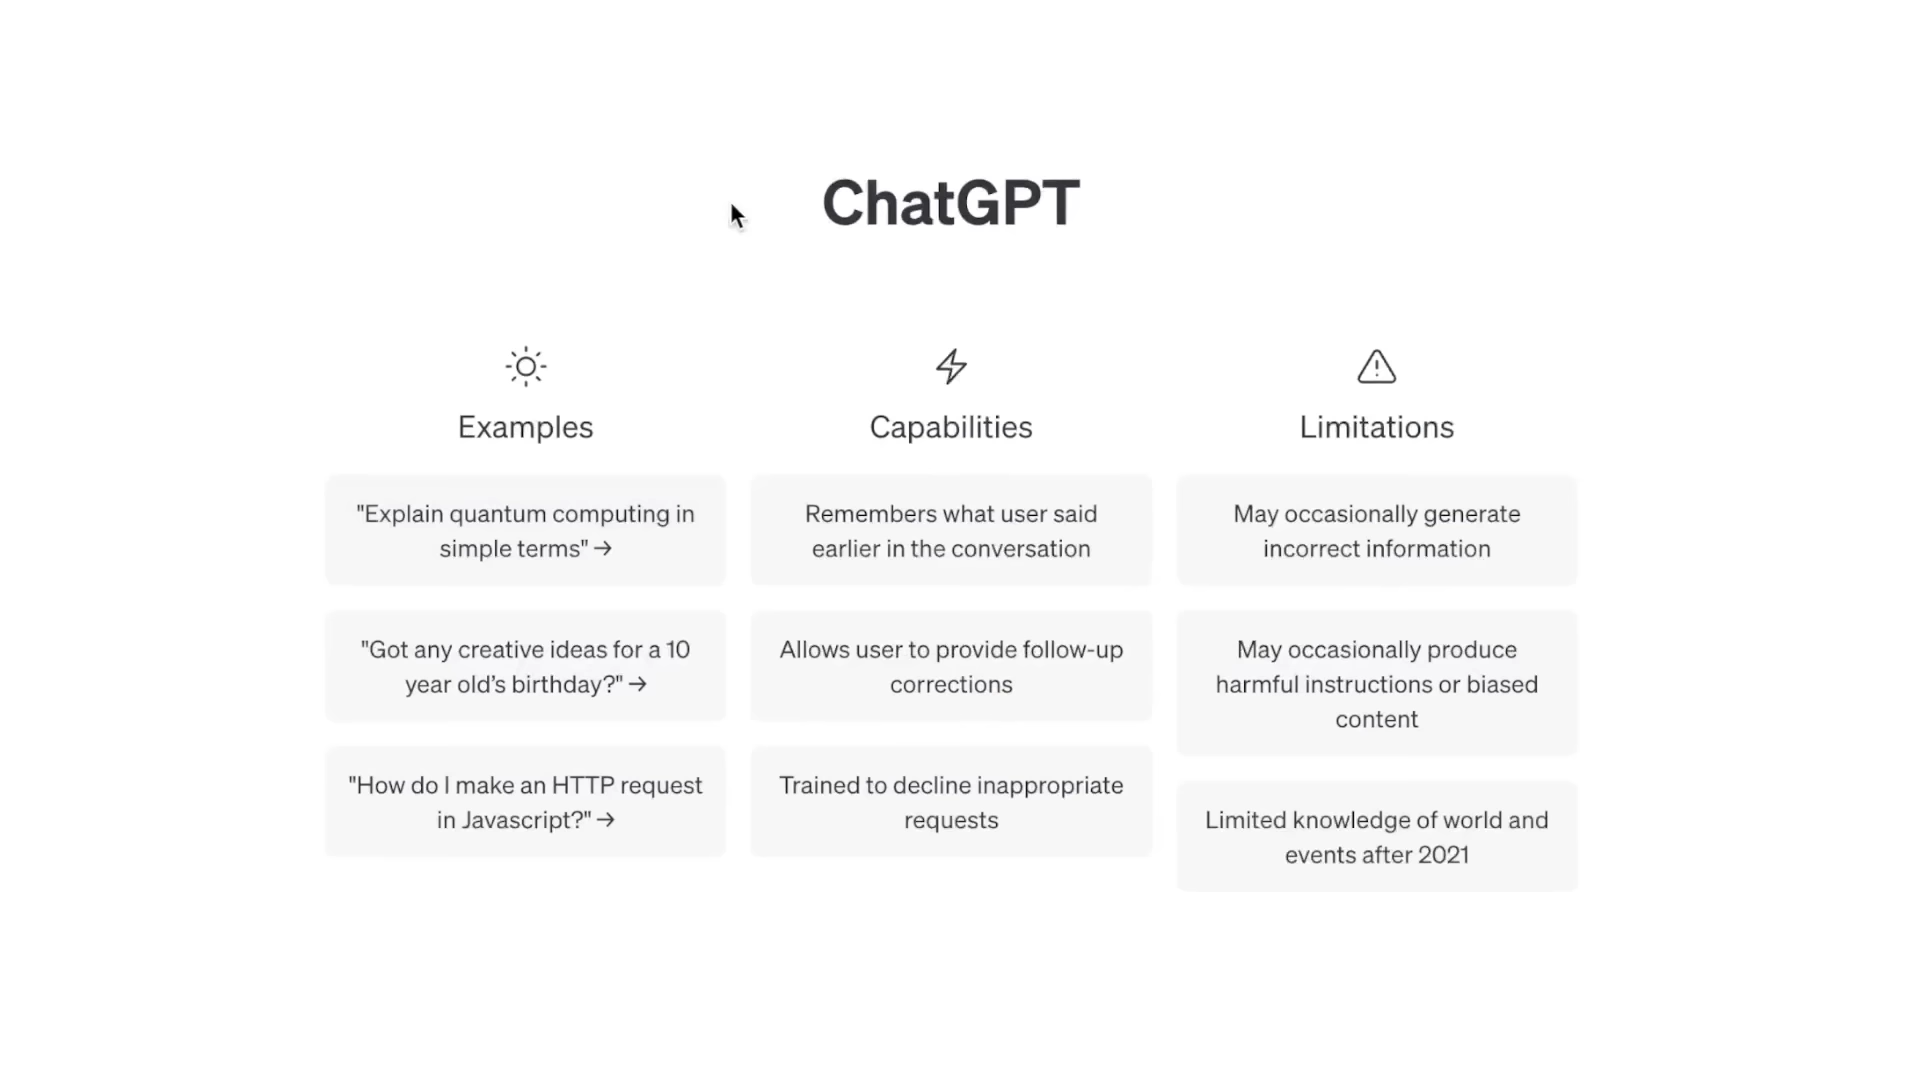 ChatGPT
Examples
"Explain quantum computing in
simple terms" →
"Got any creative ideas for a 10
year old’s birthday?" →
"How do I make an HTTP request
in Javascript?" →
Capabilities
Remembers what user said
earlier in the conversation
Allows user to provide follow-up
corrections
Trained to decline inappropriate
requests
Limitations
May occasionally generate
incorrect information
May occasionally produce
harmful instructions or biased
content
Limited knowledge of world and
events after 2021